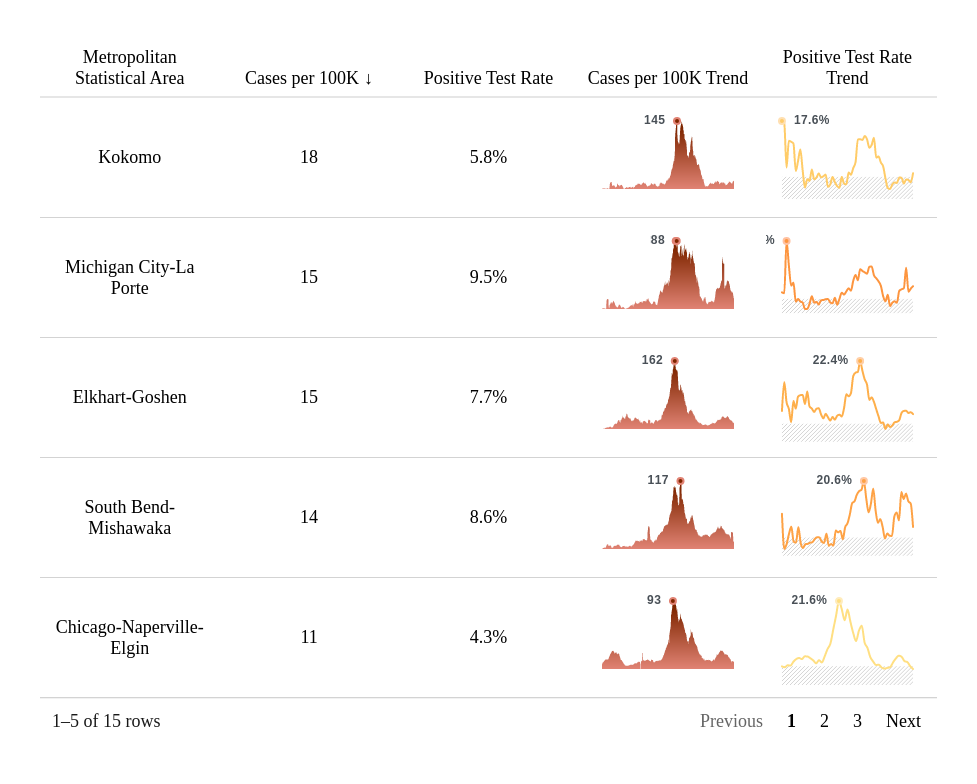 Metropolitan
Statistical Area
Cases per 100K ↓
Positive Test Rate
Cases per 100K Trend
Positive Test Rate
Trend
Kokomo
18
5.8%
145
17.6%
Michigan City-La
Porte
15
9.5%
88
%
Elkhart-Goshen
15
7.7%
162
22.4%
South Bend-
Mishawaka
14
8.6%
117
20.6%
Chicago-Naperville-
Elgin
11
4.3%
93
21.6%
1–5 of 15 rows
Previous 1 2 3 Next